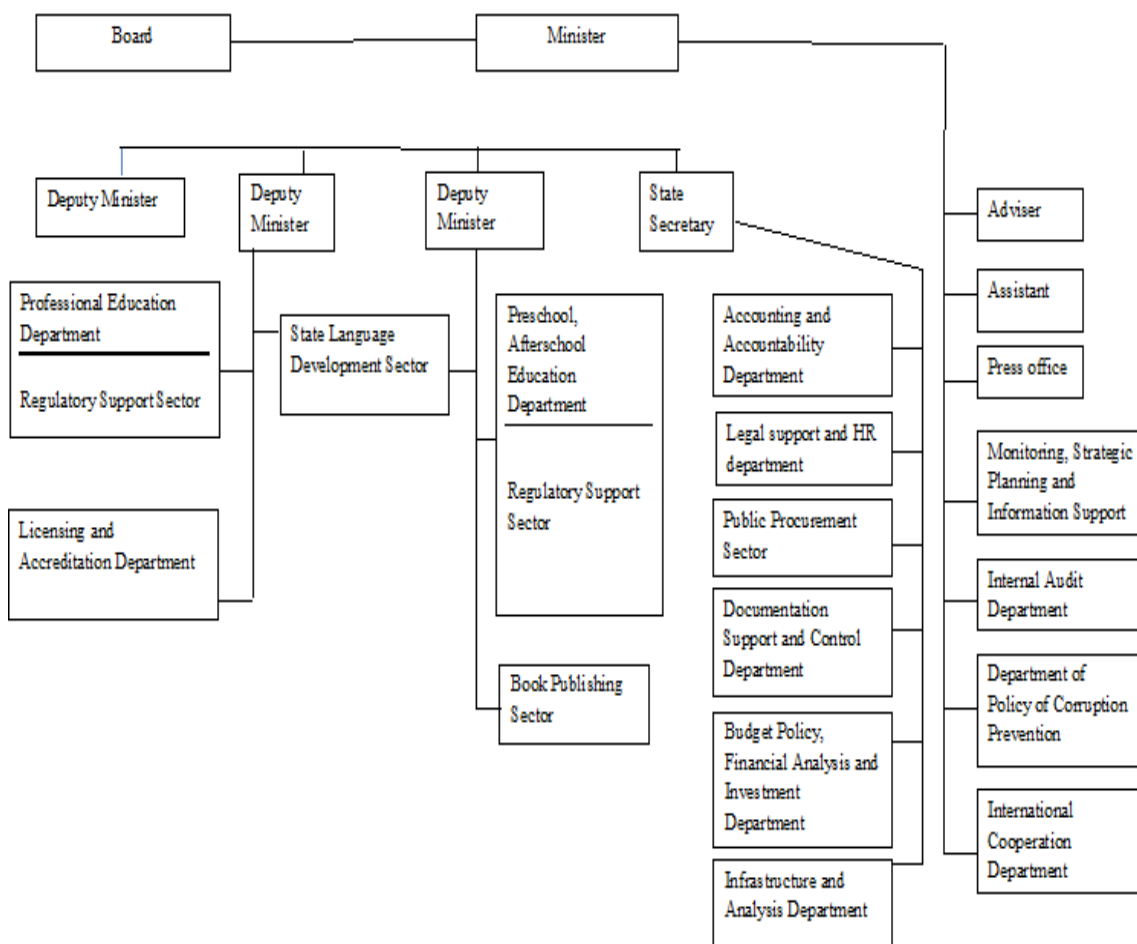 Board
Minister
Deputy Minister
Deputy
Minister
Deputy
Minister
State
Secretary
Professional Education
Department
Regulatory Support Sector
Licensing and
Accreditation Department
State Language
Development Sector
Preschool,
Afterschool
Education
Department
Regulatory Support
Sector
Book Publishing
Sector
Accounting and
Accountability
Department
Legal support and HR
department
Public Procurement
Sector
Documentation
Support and Control
Department
Budget Policy,
Financial Analysis and
Investment
Department
Infrastructure and
Analysis Department
Adviser
Assistant
Press office
Monitoring, Strategic
Planning and
Information Support
Internal Audit
Department
Department of
Policy of Corruption
Prevention
International
Cooperation
Department